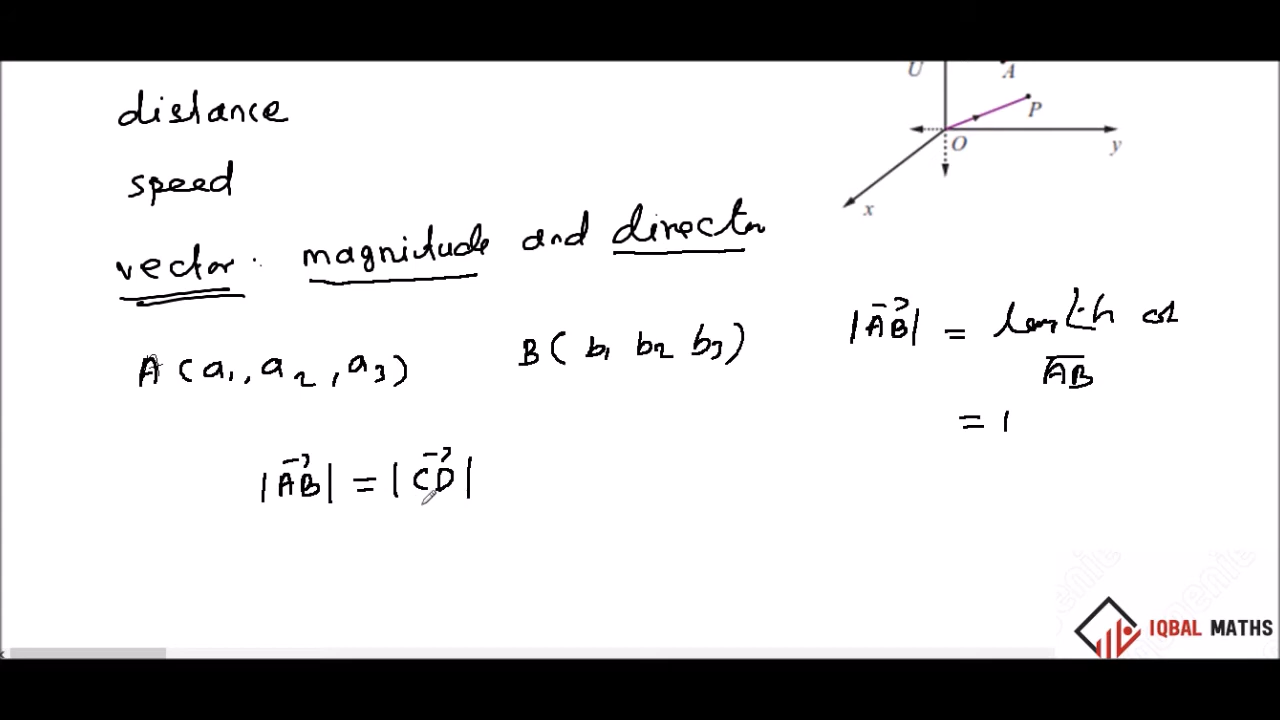 distance
speed
vector. magnitude and directn
A (a1, a2, a3) B ( b1 b2 b3)
|AB| = length of
AB
= 1
|AB| = |CD|
U
A
P
O
y
x
IQBAL MATHS